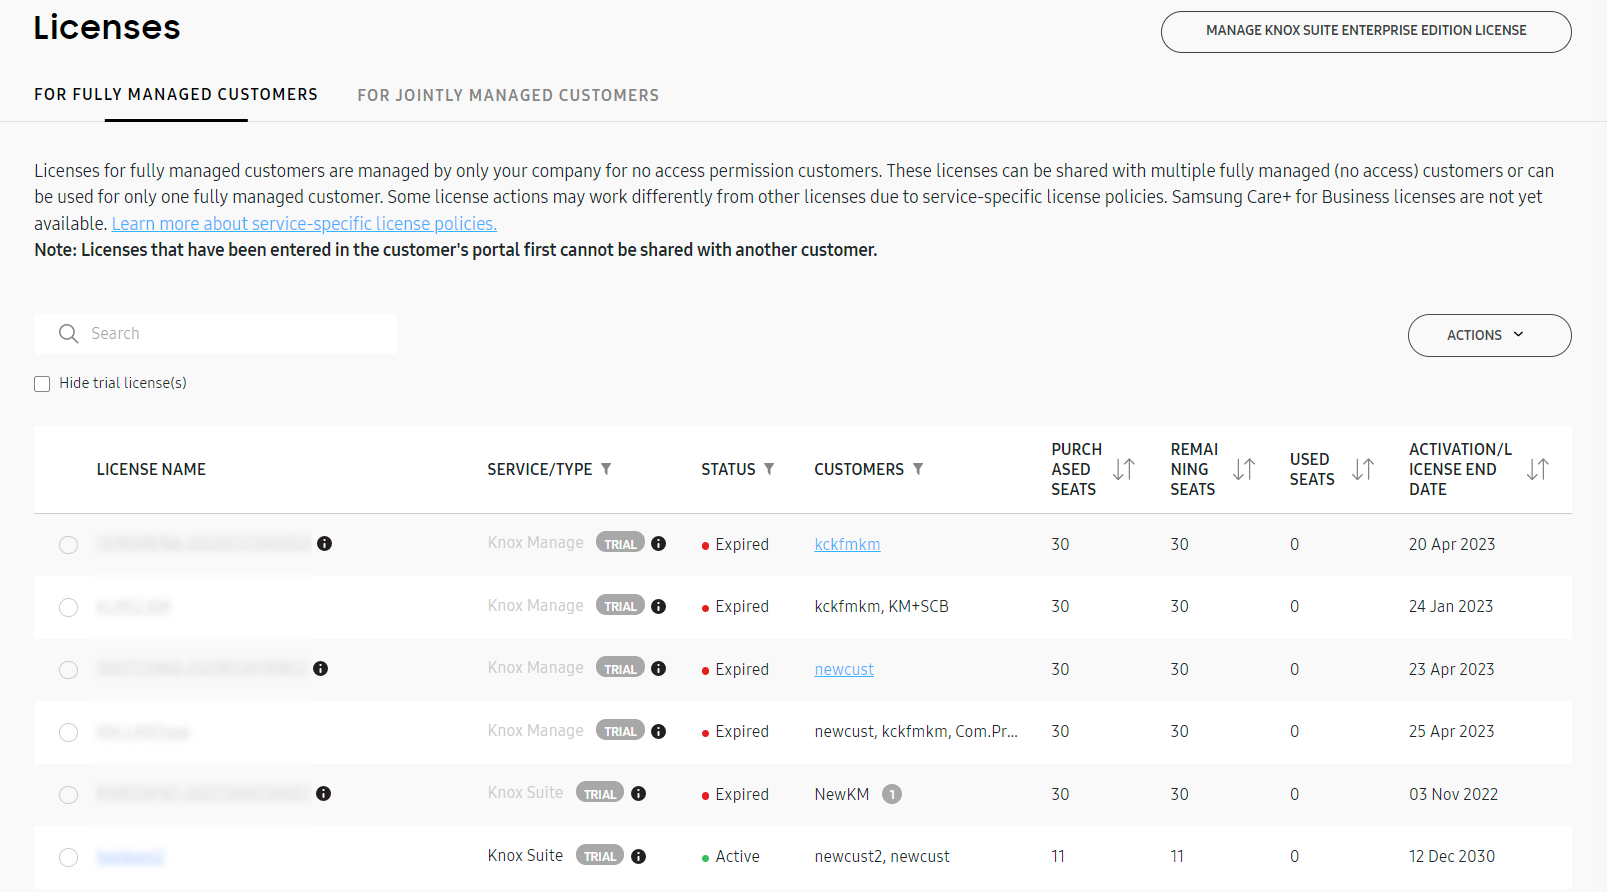 Licenses
MANAGE KNOX SUITE ENTERPRISE EDITION LICENSE
FOR FULLY MANAGED CUSTOMERS
FOR JOINTLY MANAGED CUSTOMERS
Licenses for fully managed customers are managed by only your company for no access permission customers. These licenses can be shared with multiple fully managed (no access) customers or can
be used for only one fully managed customer. Some license actions may work differently from other licenses due to service-specific license policies. Samsung Care+ for Business licenses are not yet
available. Learn more about service-specific license policies.
Note: Licenses that have been entered in the customer's portal first cannot be shared with another customer.
Search
ACTIONS
Hide trial license(s)
LICENSE NAME
SERVICE/TYPE
STATUS
CUSTOMERS
PURCH
ASED
SEATS
REMAI
NING
SEATS
USED
SEATS
ACTIVATION/L
ICENSE END
DATE
Knox Manage TRIAL Expired kckfmkm 30 30 0 20 Apr 2023
Knox Manage TRIAL Expired kckfmkm, KM+SCB 30 30 0 24 Jan 2023
Knox Manage TRIAL Expired newcust 30 30 0 23 Apr 2023
Knox Manage TRIAL Expired newcust, kckfmkm, Com.Pr... 30 30 0 25 Apr 2023
Knox Suite TRIAL Expired NewKM 1 30 30 0 03 Nov 2022
Knox Suite TRIAL Active newcust2, newcust 11 11 0 12 Dec 2030